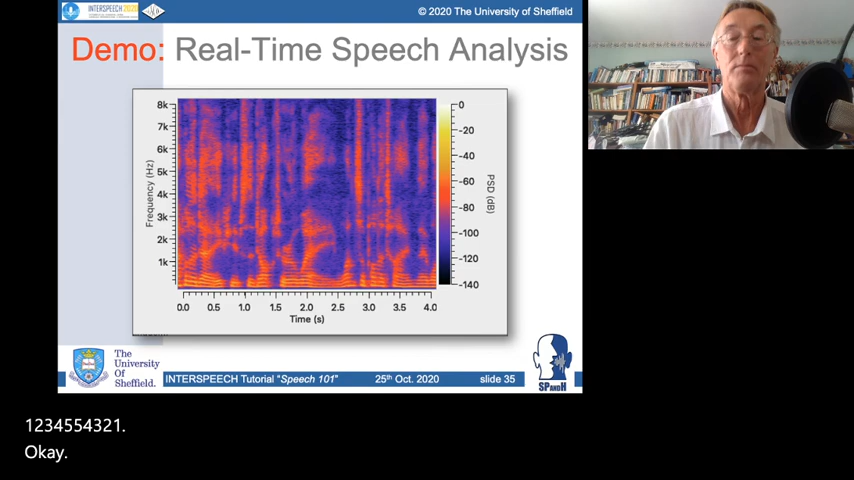 INTERSPEECH 2020
© 2020 The University of Sheffield
Demo: Real-Time Speech Analysis
8k
7k
6k
5k
4k
3k
2k
1k
Frequency (Hz)
0
-20
-40
-60
-80
-100
-120
-140
PSD (dB)
0.0 0.5 1.0 1.5 2.0 2.5 3.0 3.5 4.0
Time (s)
The
University
Of
Sheffield.
INTERSPEECH Tutorial "Speech 101" 25th Oct. 2020 slide 35
SPANDH
1234554321.
Okay.